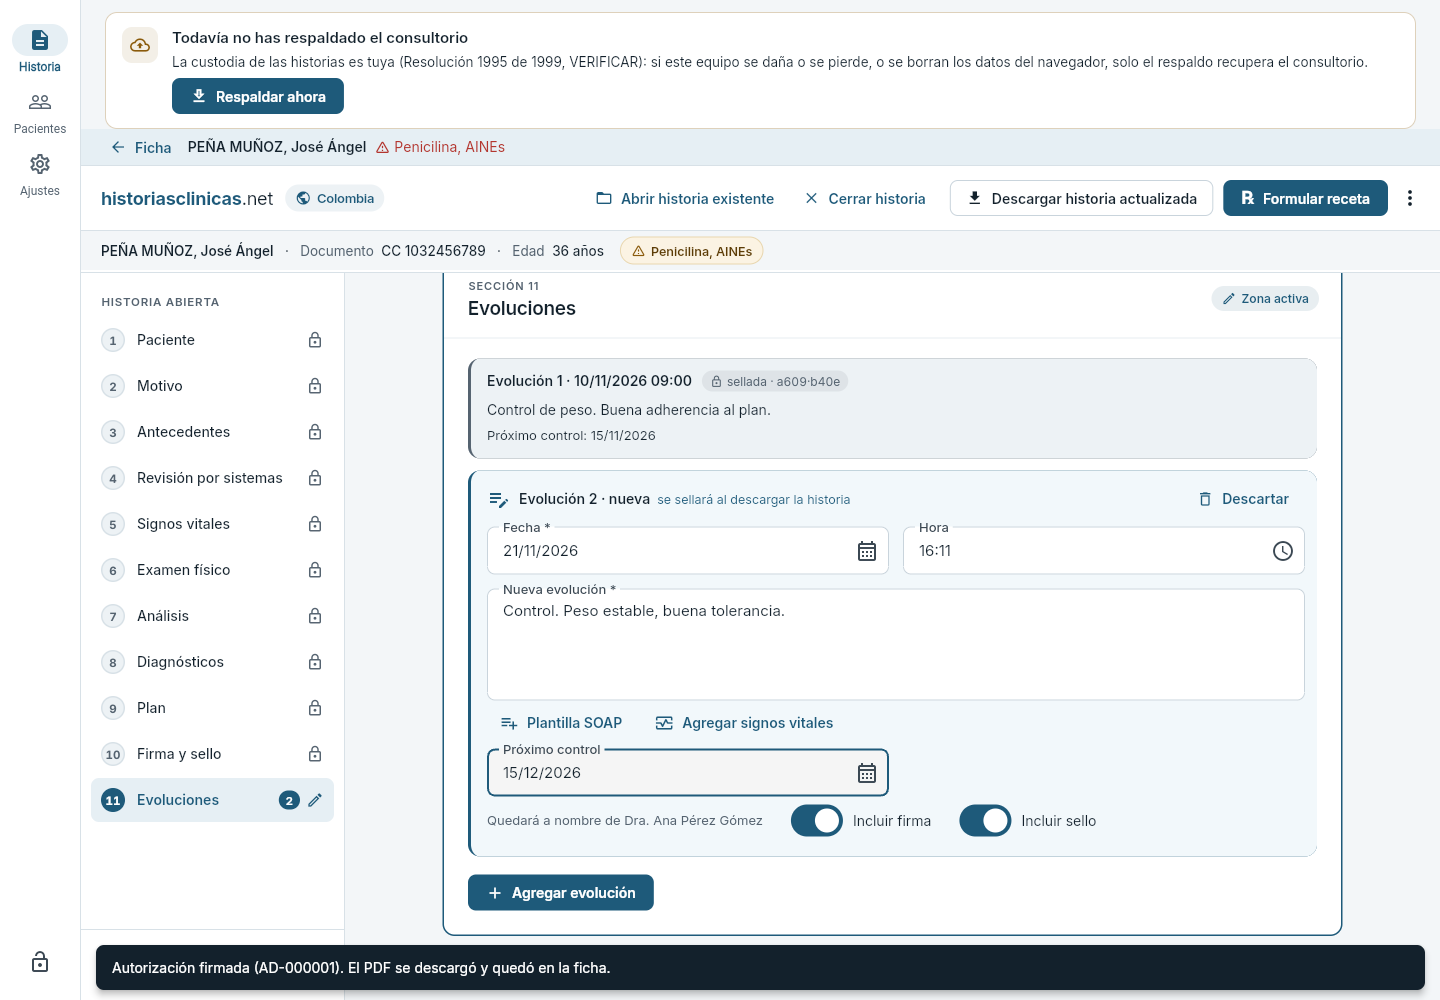 Historia
Pacientes
Ajustes
Todavía no has respaldado el consultorio
La custodia de las historias es tuya (Resolución 1995 de 1999, VERIFICAR): si este equipo se daña o se pierde, o se borran los datos del navegador, solo el respaldo recupera el consultorio.
Respaldar ahora
Ficha PEÑA MUÑOZ, José Ángel Penicilina, AINEs
historiasclinicas.net Colombia Abrir historia existente Cerrar historia Descargar historia actualizada Formular receta
PEÑA MUÑOZ, José Ángel · Documento CC 1032456789 · Edad 36 años Penicilina, AINEs
HISTORIA ABIERTA
1 Paciente
2 Motivo
3 Antecedentes
4 Revisión por sistemas
5 Signos vitales
6 Examen físico
7 Análisis
8 Diagnósticos
9 Plan
10 Firma y sello
11 Evoluciones 2
SECCIÓN 11
Evoluciones
Zona activa
Evolución 1 · 10/11/2026 09:00 sellada · a609·b40e
Control de peso. Buena adherencia al plan.
Próximo control: 15/11/2026
Evolución 2 · nueva se sellará al descargar la historia Descartar
Fecha * Hora
21/11/2026 16:11
Nueva evolución *
Control. Peso estable, buena tolerancia.
Plantilla SOAP Agregar signos vitales
Próximo control
15/12/2026
Quedará a nombre de Dra. Ana Pérez Gómez Incluir firma Incluir sello
Agregar evolución
Autorización firmada (AD-000001). El PDF se descargó y quedó en la ficha.